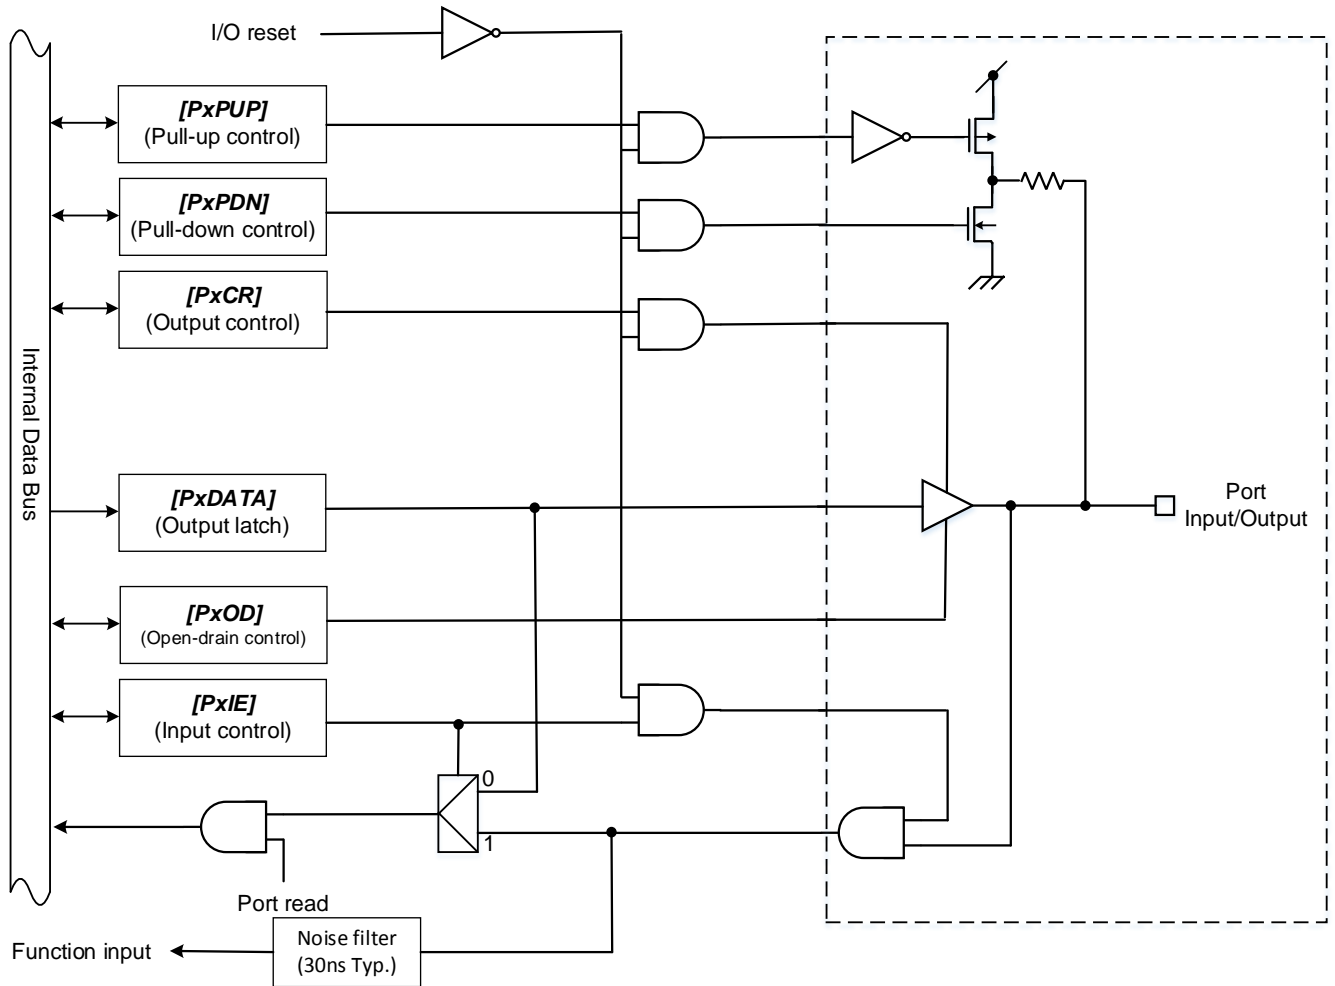 I/O reset
[PxPUP]
(Pull-up control)
[PxPDN]
(Pull-down control)
[PxCR]
(Output control)
Internal Data Bus
[PxDATA]
(Output latch)
Port
Input/Output
[PxOD]
(Open-drain control)
[PxIE]
(Input control)
0
1
Port read
Noise filter
(30ns Typ.)
Function input